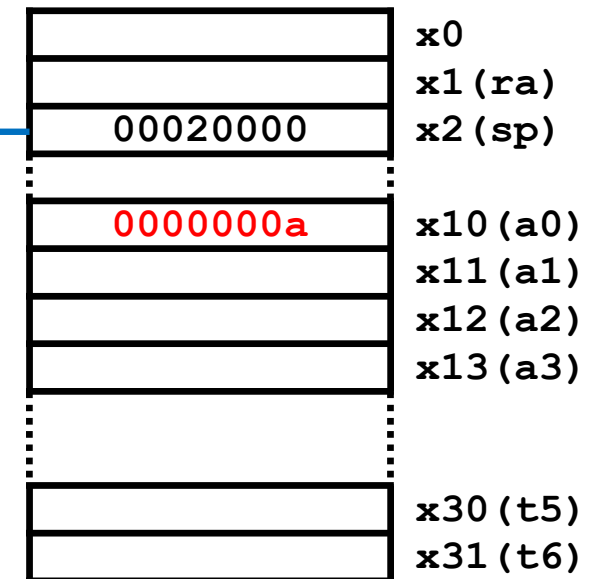 x0
x1(ra)
00020000 x2(sp)
0000000a x10(a0)
x11(a1)
x12(a2)
x13(a3)
x30(t5)
x31(t6)